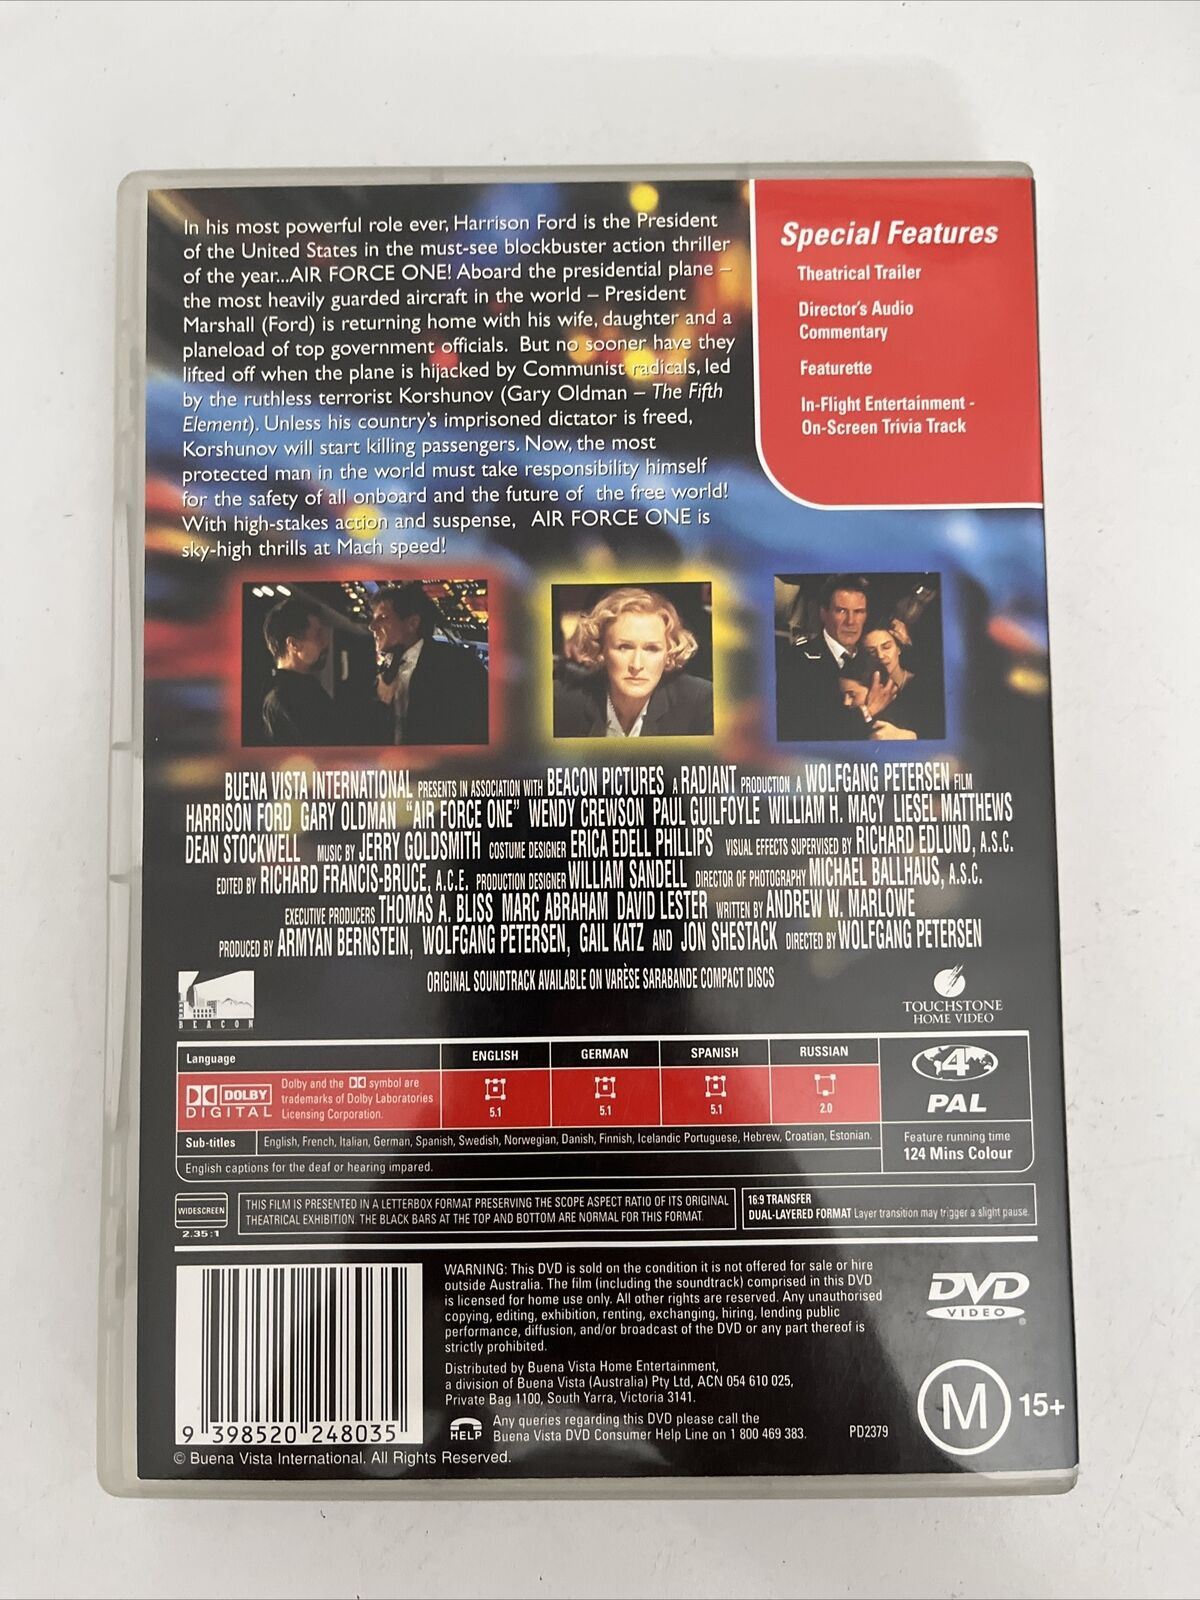 In his most powerful role ever, Harrison Ford is the President
of the United States in the must-see blockbuster action thriller
of the year...AIR FORCE ONE! Aboard the presidential plane –
the most heavily guarded aircraft in the world – President
Marshall (Ford) is returning home with his wife, daughter and a
planeload of top government officials. But no sooner have they
lifted off when the plane is hijacked by Communist radicals, led
by the ruthless terrorist Korshunov (Gary Oldman – The Fifth
Element). Unless his country's imprisoned dictator is freed,
Korshunov will start killing passengers. Now, the most
protected man in the world must take responsibility himself
for the safety of all onboard and the future of the free world!
With high-stakes action and suspense, AIR FORCE ONE is
sky-high thrills at Mach speed!
Special Features
Theatrical Trailer
Director's Audio
Commentary
Featurette
In-Flight Entertainment -
On-Screen Trivia Track
BUENA VISTA INTERNATIONAL PRESENTS IN ASSOCIATION WITH BEACON PICTURES A RADIANT PRODUCTION A WOLFGANG PETERSEN FILM
HARRISON FORD GARY OLDMAN "AIR FORCE ONE" WENDY CREWSON PAUL GUILFOYLE WILLIAM H. MACY LIESEL MATTHEWS
DEAN STOCKWELL MUSIC BY JERRY GOLDSMITH COSTUME DESIGNER ERICA EDELL PHILLIPS VISUAL EFFECTS SUPERVISED BY RICHARD EDLUND, A.S.C.
EDITED BY RICHARD FRANCIS-BRUCE, A.C.E. PRODUCTION DESIGNER WILLIAM SANDELL DIRECTOR OF PHOTOGRAPHY MICHAEL BALLHAUS, A.S.C.
EXECUTIVE PRODUCERS THOMAS A. BLISS MARC ABRAHAM DAVID LESTER WRITTEN BY ANDREW W. MARLOWE
PRODUCED BY ARMYAN BERNSTEIN, WOLFGANG PETERSEN, GAIL KATZ AND JON SHESTACK DIRECTED BY WOLFGANG PETERSEN
ORIGINAL SOUNDTRACK AVAILABLE ON VARÈSE SARABANDE COMPACT DISCS
BEACON
TOUCHSTONE
HOME VIDEO
Language ENGLISH GERMAN SPANISH RUSSIAN
DOLBY
DIGITAL
Dolby and the DD symbol are
trademarks of Dolby Laboratories
Licensing Corporation.
5.1 5.1 5.1 2.0
4
PAL
Sub-titles English, French, Italian, German, Spanish, Swedish, Norwegian, Danish, Finnish, Icelandic Portuguese, Hebrew, Croatian, Estonian.
English captions for the deaf or hearing impared.
Feature running time
124 Mins Colour
WIDESCREEN
2.35:1
THIS FILM IS PRESENTED IN A LETTERBOX FORMAT PRESERVING THE SCOPE ASPECT RATIO OF ITS ORIGINAL
THEATRICAL EXHIBITION. THE BLACK BARS AT THE TOP AND BOTTOM ARE NORMAL FOR THIS FORMAT.
16:9 TRANSFER
DUAL-LAYERED FORMAT Layer transition may trigger a slight pause.
WARNING: This DVD is sold on the condition it is not offered for sale or hire
outside Australia. The film (including the soundtrack) comprised in this DVD
is licensed for home use only. All other rights are reserved. Any unauthorised
copying, editing, exhibition, renting, exchanging, hiring, lending public
performance, diffusion, and/or broadcast of the DVD or any part thereof is
strictly prohibited.
Distributed by Buena Vista Home Entertainment,
a division of Buena Vista (Australia) Pty Ltd, ACN 054 610 025,
Private Bag 1100, South Yarra, Victoria 3141.
HELP
Any queries regarding this DVD please call the
Buena Vista DVD Consumer Help Line on 1 800 469 383.
PD2379
DVD
VIDEO
M 15+
9 398520 248035
© Buena Vista International. All Rights Reserved.